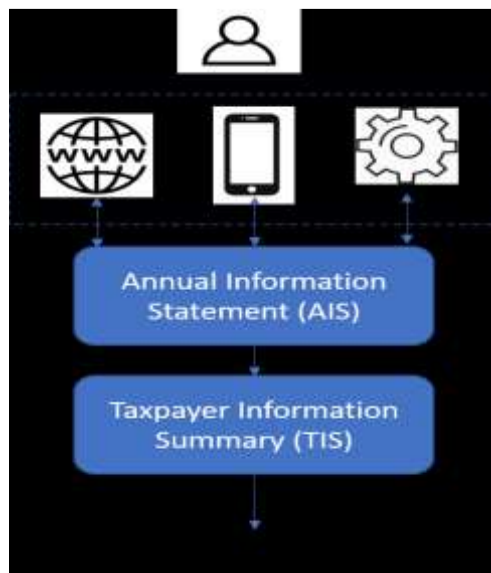 WWW
Annual Information
Statement (AIS)
Taxpayer Information
Summary (TIS)